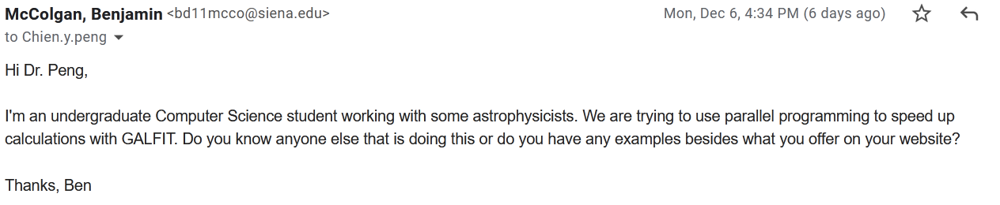 McColgan, Benjamin <bd11mcco@siena.edu> Mon, Dec 6, 4:34 PM (6 days ago)
to Chien.y.peng
Hi Dr. Peng,
I'm an undergraduate Computer Science student working with some astrophysicists. We are trying to use parallel programming to speed up
calculations with GALFIT. Do you know anyone else that is doing this or do you have any examples besides what you offer on your website?
Thanks, Ben